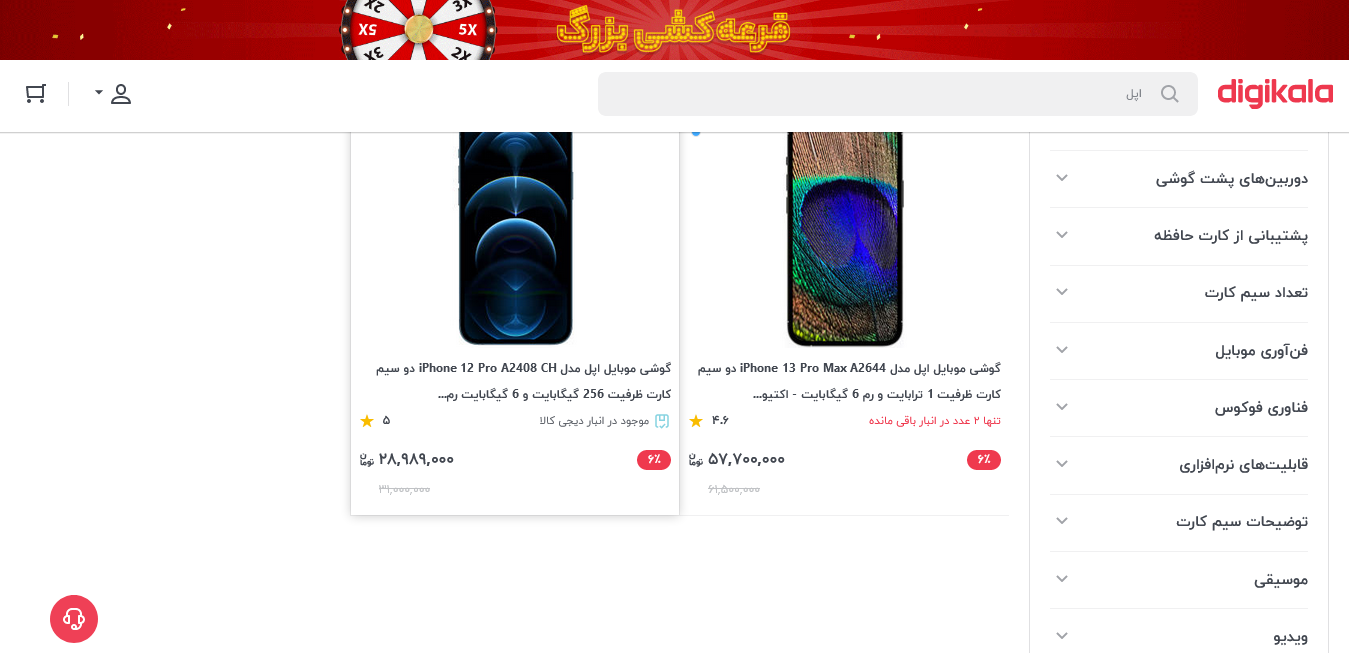 قرعه‌کشی بزرگ
2X
3X
5X
5X
3X
2X
digikala
اپل
دوربین‌های پشت گوشی
پشتیبانی از کارت حافظه
تعداد سیم کارت
فن‌آوری موبایل
فناوری فوکوس
قابلیت‌های نرم‌افزاری
توضیحات سیم کارت
موسیقی
ویدیو
گوشی موبایل اپل مدل iPhone 13 Pro Max A2644 دو سیم
کارت ظرفیت 1 ترابایت و رم 6 گیگابایت - اکتیو...
تنها ۲ عدد در انبار باقی مانده
۴.۶
۶٪
۵۷,۷۰۰,۰۰۰ تومان
۶۱,۵۰۰,۰۰۰
گوشی موبایل اپل مدل iPhone 12 Pro A2408 CH دو سیم
کارت ظرفیت 256 گیگابایت و 6 گیگابایت رم...
موجود در انبار دیجی کالا
۵
۶٪
۲۸,۹۸۹,۰۰۰ تومان
۳۱,۰۰۰,۰۰۰